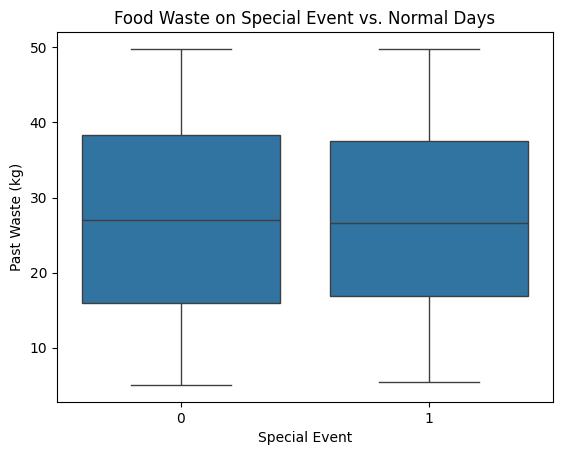 Food Waste on Special Event vs. Normal Days
50
40
30
20
10
Past Waste (kg)
0 1
Special Event